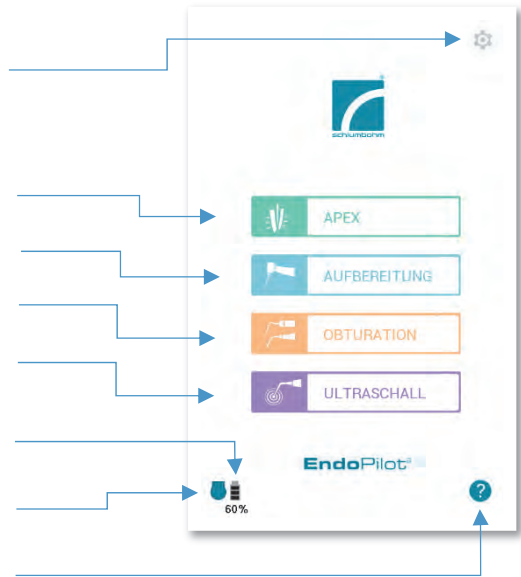 schlumbohm
APEX
AUFBEREITUNG
OBTURATION
ULTRASCHALL
EndoPilot²
60%
?